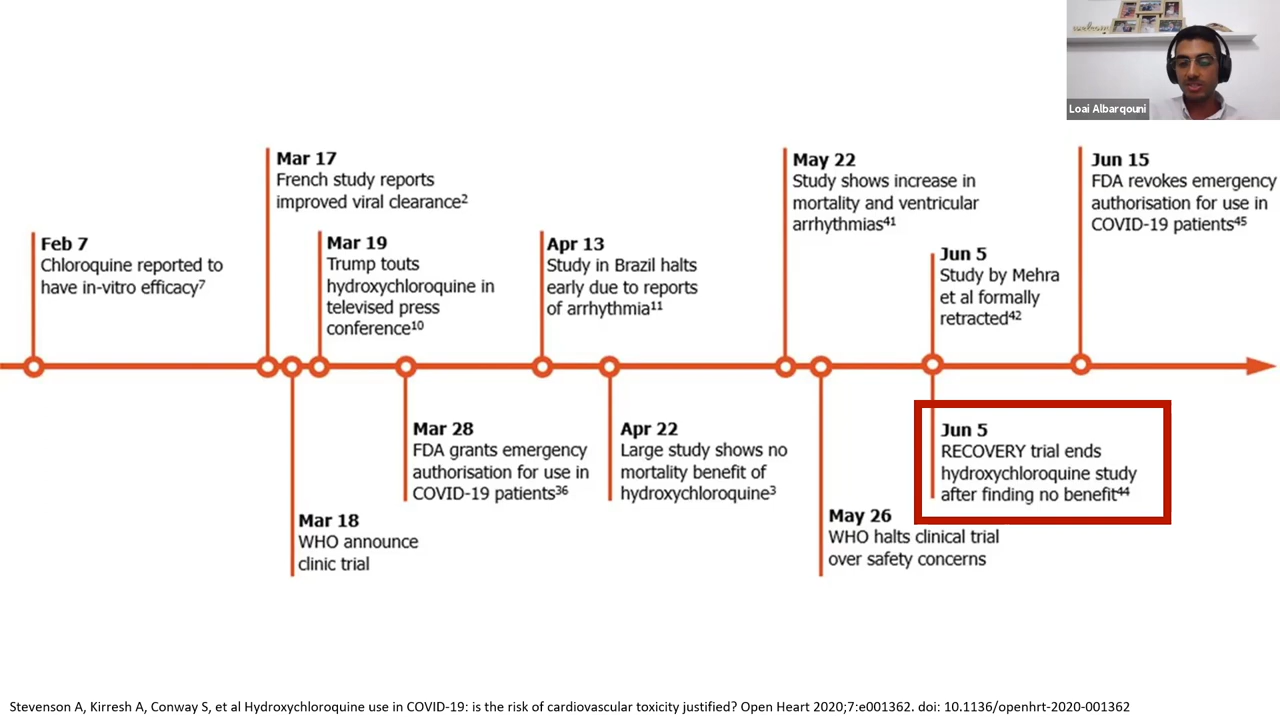 Loai Albarqouni
Feb 7
Chloroquine reported to
have in-vitro efficacy⁷
Mar 17
French study reports
improved viral clearance²
Mar 18
WHO announce
clinic trial
Mar 19
Trump touts
hydroxychloroquine in
televised press
conference¹⁰
Mar 28
FDA grants emergency
authorisation for use in
COVID-19 patients³⁶
Apr 13
Study in Brazil halts
early due to reports
of arrhythmia¹¹
Apr 22
Large study shows no
mortality benefit of
hydroxychloroquine³
May 22
Study shows increase in
mortality and ventricular
arrhythmias⁴¹
May 26
WHO halts clinical trial
over safety concerns
Jun 5
Study by Mehra
et al formally
retracted⁴²
Jun 5
RECOVERY trial ends
hydroxychloroquine study
after finding no benefit⁴⁴
Jun 15
FDA revokes emergency
authorisation for use in
COVID-19 patients⁴⁵
Stevenson A, Kirresh A, Conway S, et al Hydroxychloroquine use in COVID-19: is the risk of cardiovascular toxicity justified? Open Heart 2020;7:e001362. doi: 10.1136/openhrt-2020-001362